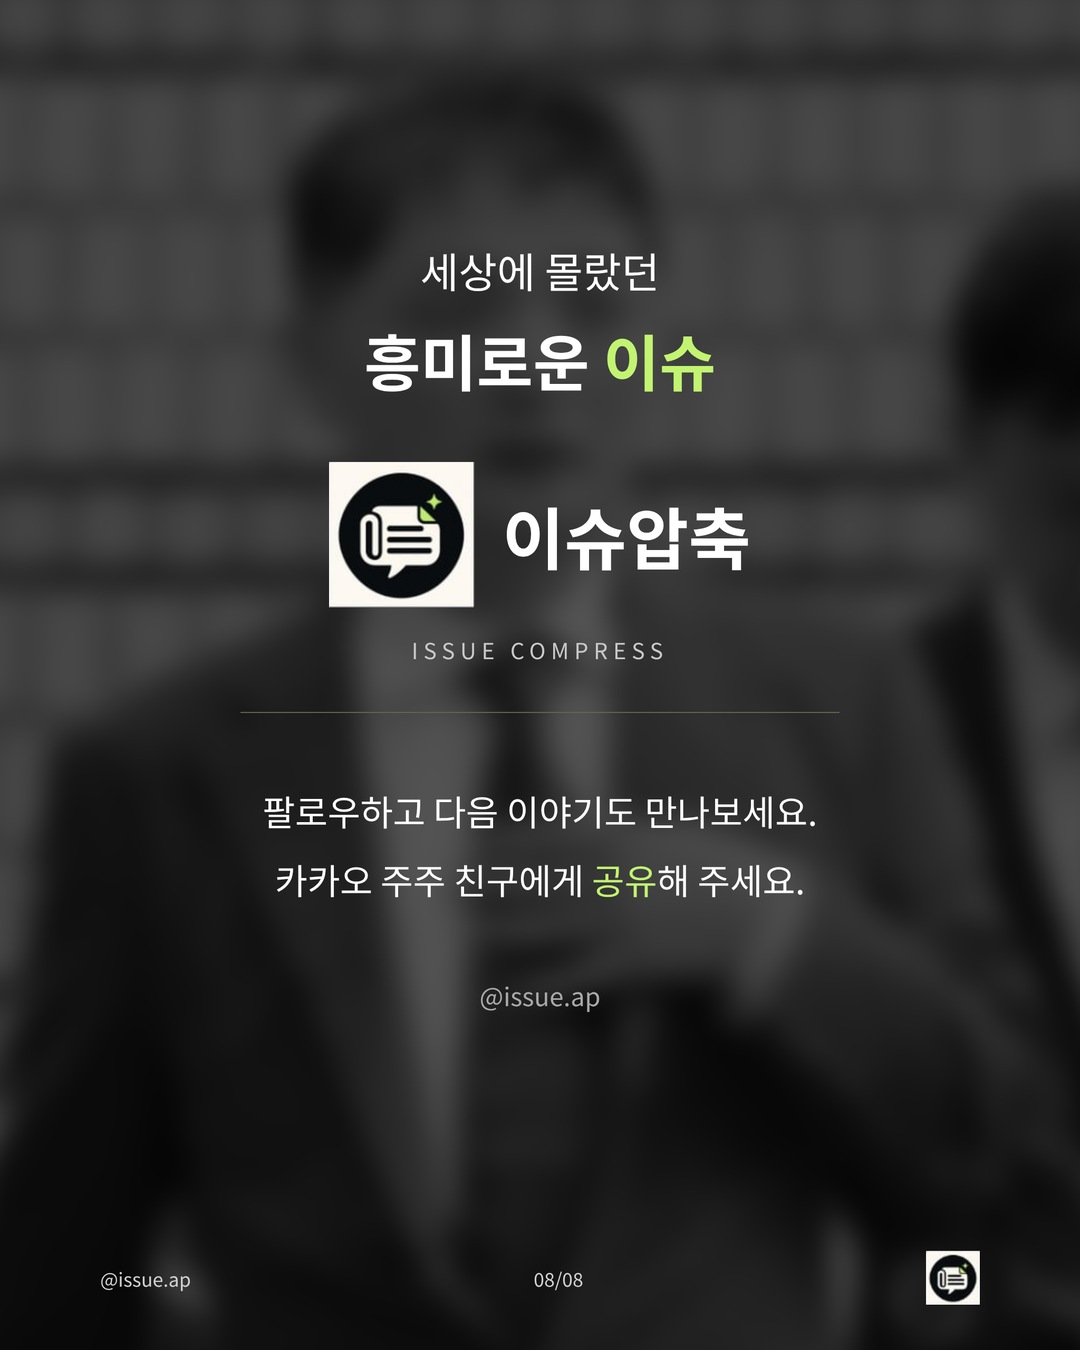 세상에 몰랐던
흥미로운 이슈
이슈압축
ISSUE COMPRESS
팔로우하고 다음 이야기도 만나보세요.
카카오 주주 친구에게 공유해 주세요.
@issue.ap
@issue.ap
08/08